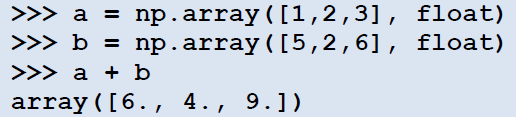 >>> a = np.array([1,2,3], float)
>>> b = np.array([5,2,6], float)
>>> a + b
array([6., 4., 9.])